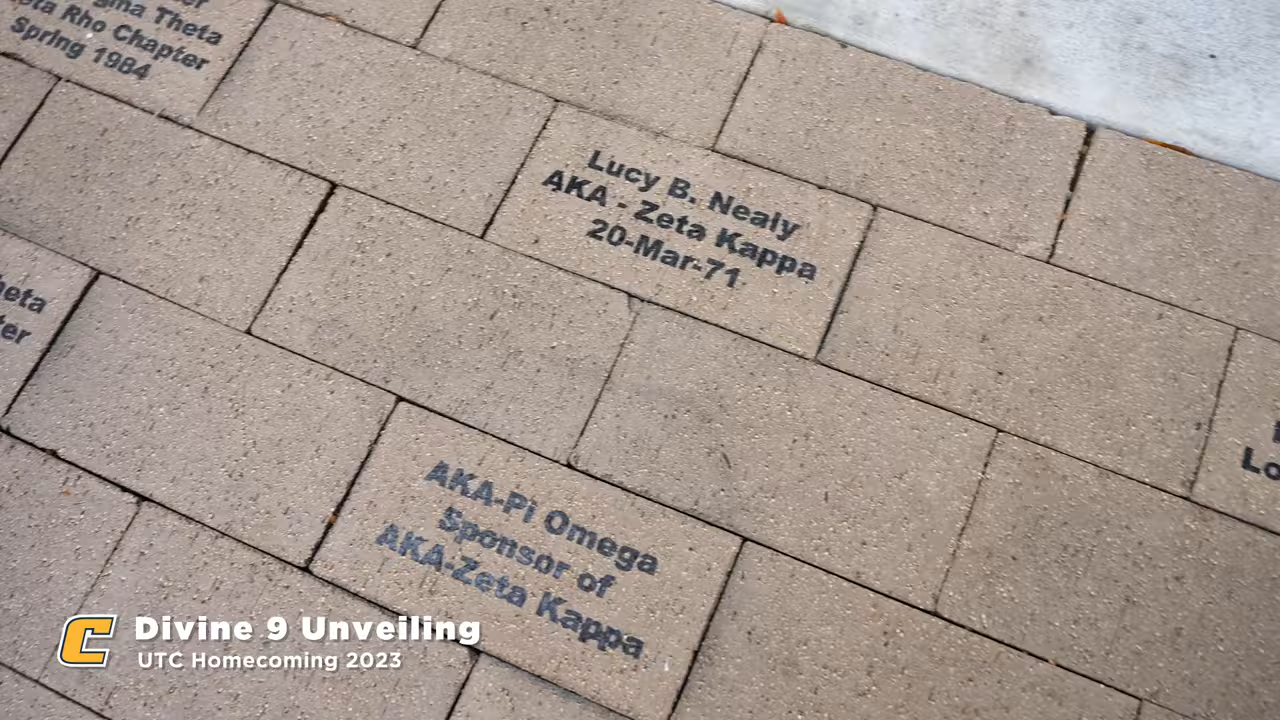 Theta
Rho Chapter
Spring 1984
Lucy B. Nealy
AKA - Zeta Kappa
20-Mar-71
AKA-Pi Omega
Sponsor of
AKA-Zeta Kappa
C Divine 9 Unveiling
UTC Homecoming 2023